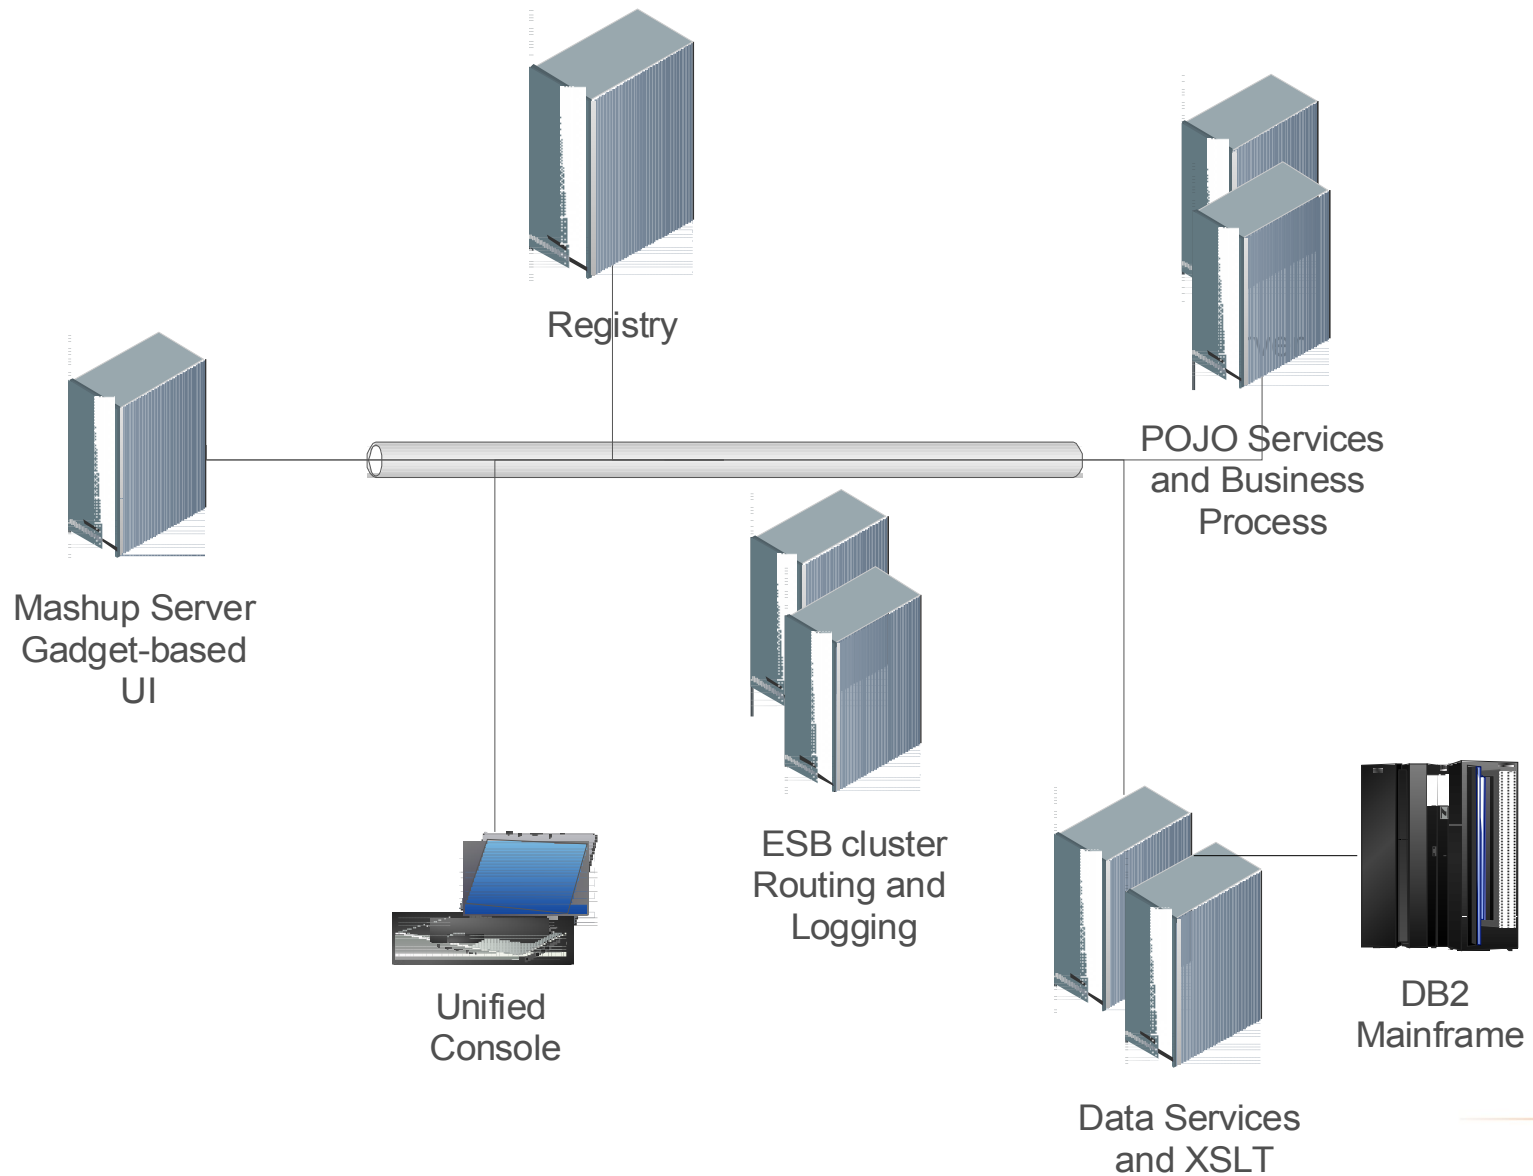 Registry
POJO Services
and Business
Process
Mashup Server
Gadget-based
UI
ESB cluster
Routing and
Logging
Unified
Console
DB2
Mainframe
Data Services
and XSLT